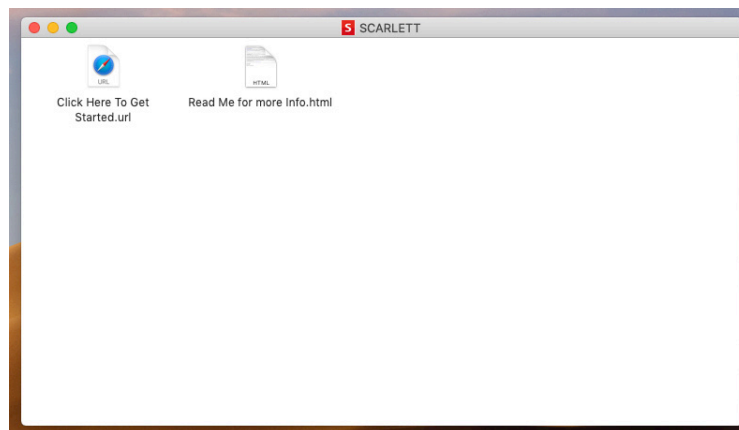 S SCARLETT
URL
HTML
Click Here To Get
Started.url
Read Me for more Info.html